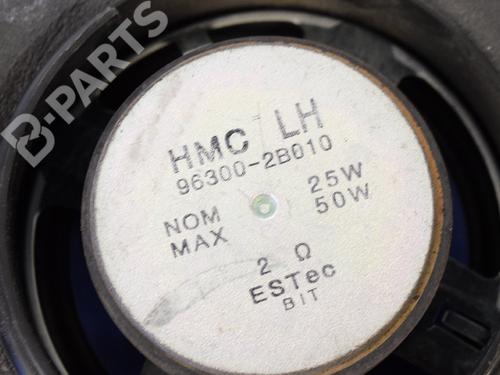 B-PARTS
HMC LH
96300-2B010
NOM 25W
MAX 50W
2 Ω
ESTec
BIT